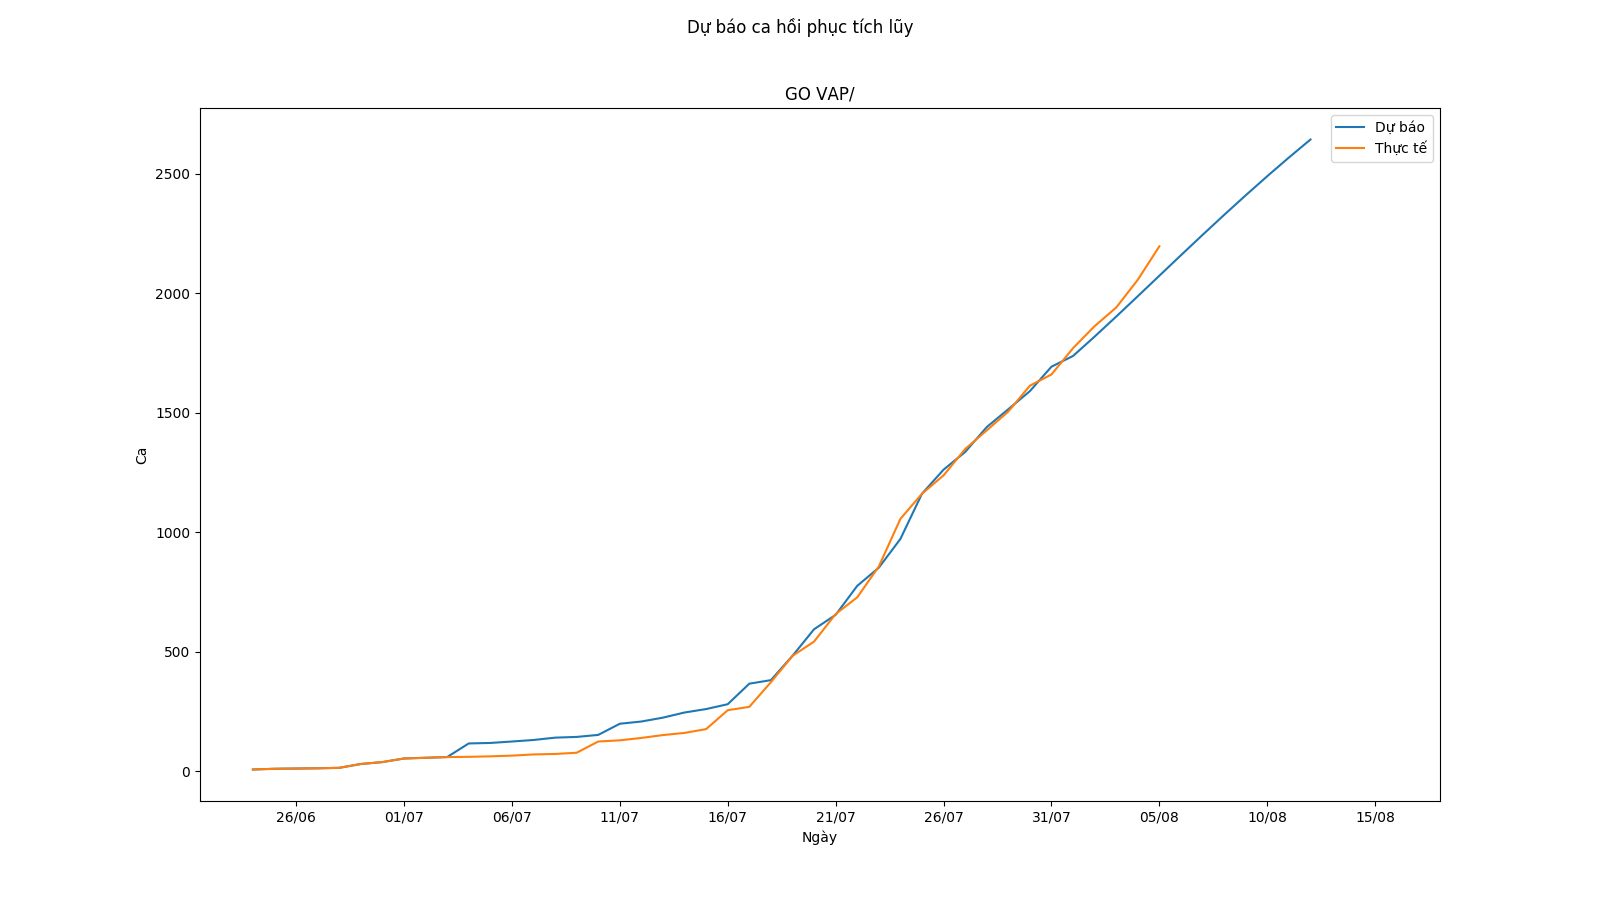 Dự báo ca hồi phục tích lũy
GO VAP/
Dự báo
Thực tế
2500
2000
1500
1000
500
0
Ca
26/06 01/07 06/07 11/07 16/07 21/07 26/07 31/07 05/08 10/08 15/08
Ngày